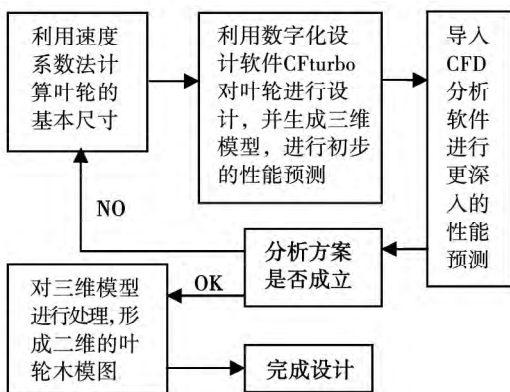 利用速度
系数法计
算叶轮的
基本尺寸
利用数字化设
计软件CFturbo
对叶轮进行设
计，并生成三维
模型，进行初步
的性能预测
导入
CFD
分析
软件
进行
更深
入的
性能
预测
NO
分析方案
是否成立
OK
对三维模型
进行处理,形
成二维的叶
轮木模图
完成设计